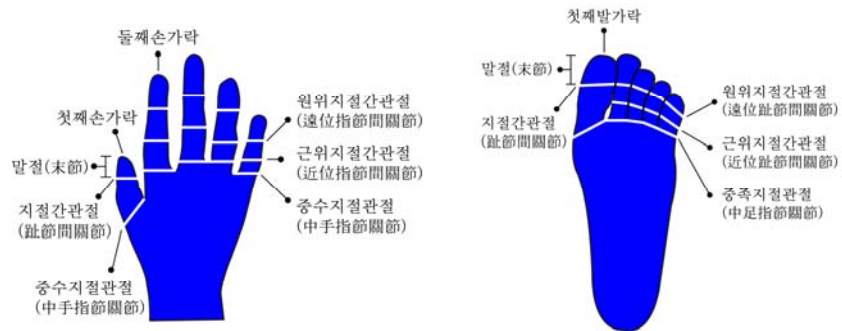 둘째손가락
첫째손가락
말절(末節)
지절간관절
(趾節間關節)
중수지절관절
(中手指節關節)
원위지절간관절
(遠位指節間關節)
근위지절간관절
(近位指節間關節)
중수지절관절
(中手指節關節)
첫째발가락
말절(末節)
지절간관절
(趾節間關節)
원위지절간관절
(遠位趾節間關節)
근위지절간관절
(近位趾節間關節)
중족지절관절
(中足指節關節)